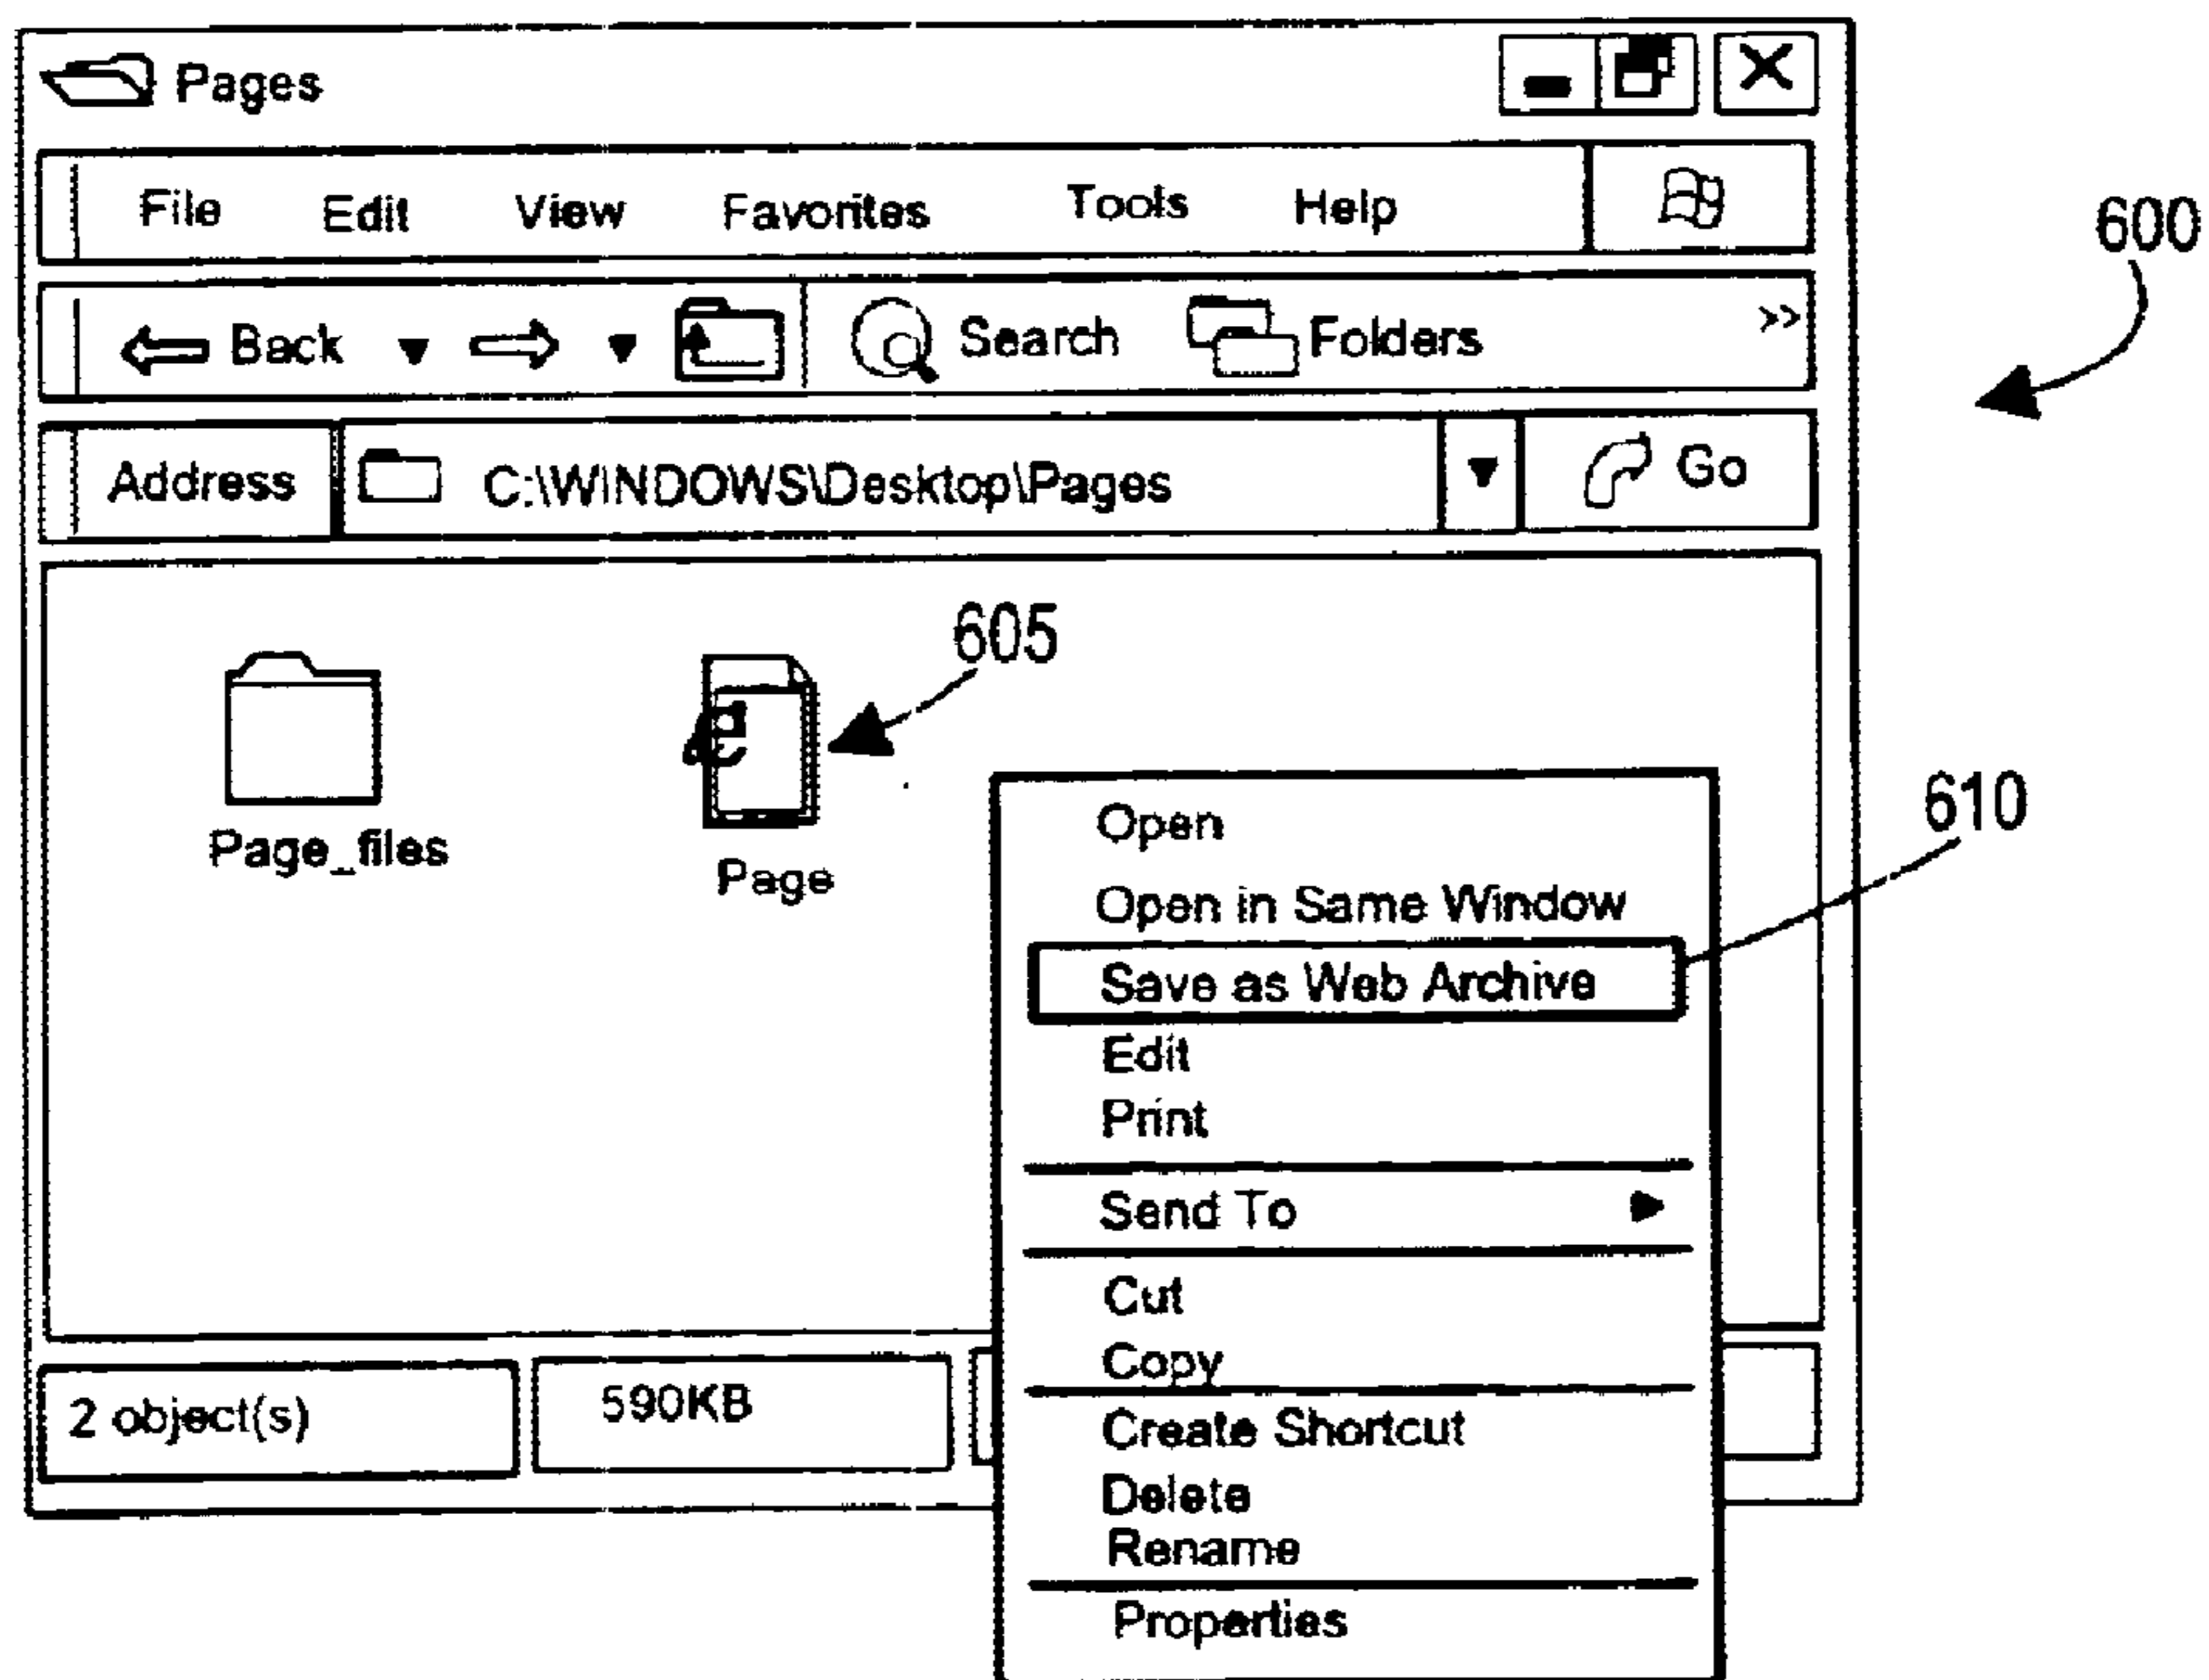 Pages
File Edit View Favorites Tools Help
600
Back Search Folders >>
Address C:\WINDOWS\Desktop\Pages Go
605
Page_files
Page
610
Open
Open in Same Window
Save as Web Archive
Edit
Print
Send To
Cut
Copy
Create Shortcut
Delete
Rename
Properties
2 object(s) 590KB